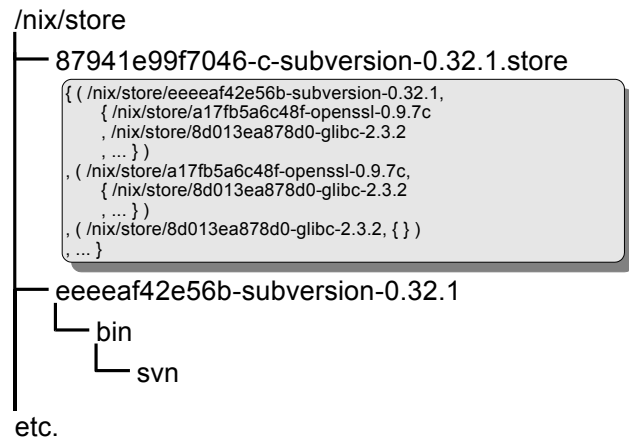 /nix/store
87941e99f7046-c-subversion-0.32.1.store
{ ( /nix/store/eeeeaf42e56b-subversion-0.32.1,
{ /nix/store/a17fb5a6c48f-openssl-0.9.7c
, /nix/store/8d013ea878d0-glibc-2.3.2
, ... } )
, ( /nix/store/a17fb5a6c48f-openssl-0.9.7c,
{ /nix/store/8d013ea878d0-glibc-2.3.2
, ... } )
, ( /nix/store/8d013ea878d0-glibc-2.3.2, { } )
, ... }
eeeeaf42e56b-subversion-0.32.1
bin
svn
etc.